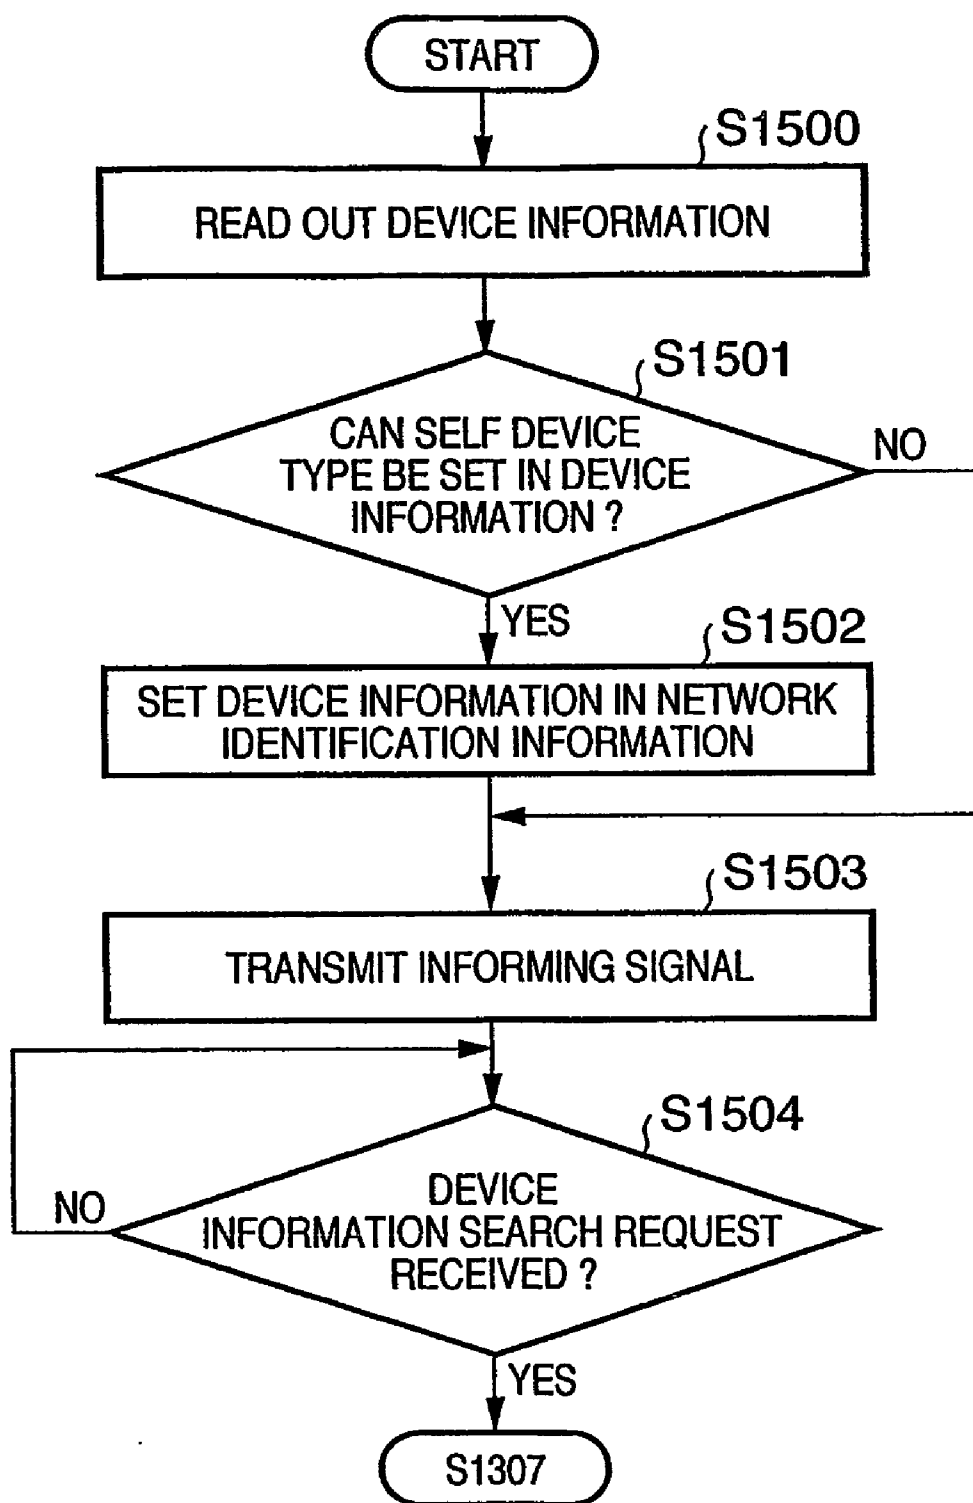 START
S1500
READ OUT DEVICE INFORMATION
S1501
CAN SELF DEVICE
TYPE BE SET IN DEVICE
INFORMATION ?
NO
YES
S1502
SET DEVICE INFORMATION IN NETWORK
IDENTIFICATION INFORMATION
S1503
TRANSMIT INFORMING SIGNAL
S1504
DEVICE
INFORMATION SEARCH REQUEST
RECEIVED ?
NO
YES
S1307